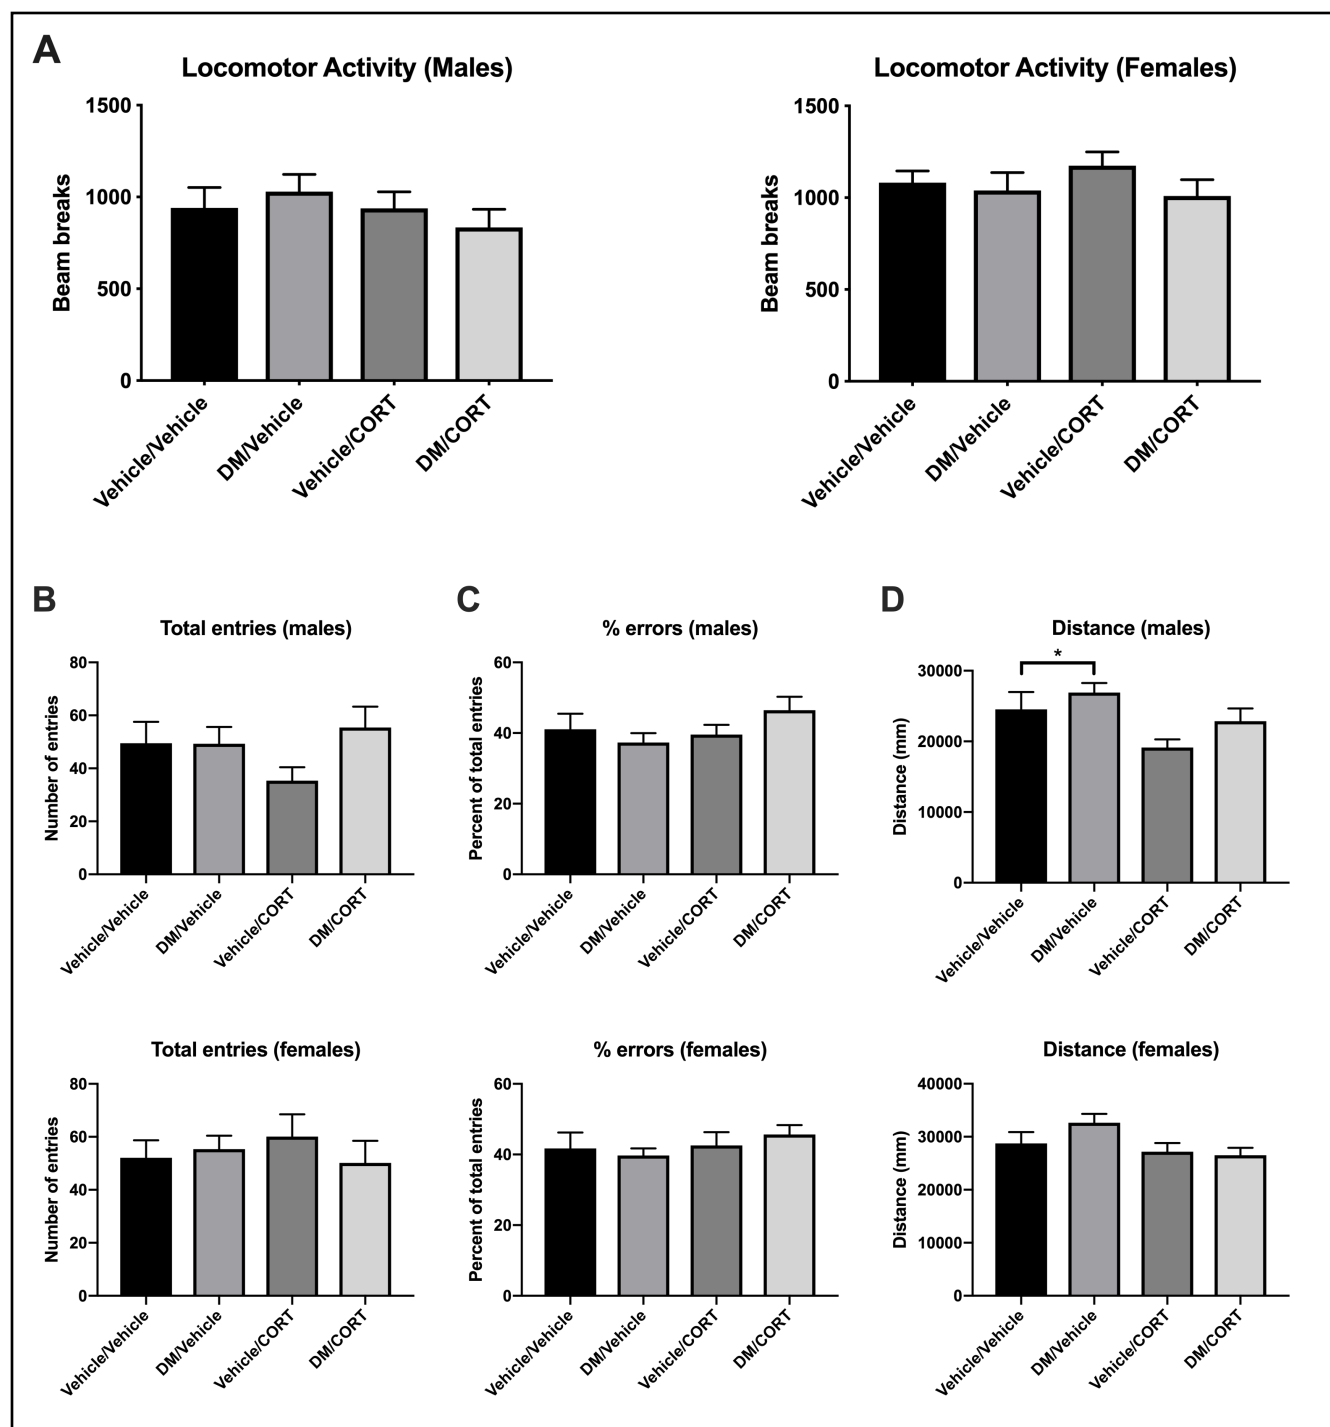 A
Locomotor Activity (Males)
Beam breaks
1500
1000
500
0
Vehicle/Vehicle
DM/Vehicle
Vehicle/CORT
DM/CORT
Locomotor Activity (Females)
Beam breaks
1500
1000
500
0
Vehicle/Vehicle
DM/Vehicle
Vehicle/CORT
DM/CORT
B
Total entries (males)
Number of entries
80
60
40
20
0
Vehicle/Vehicle
DM/Vehicle
Vehicle/CORT
DM/CORT
C
% errors (males)
Percent of total entries
60
40
20
0
Vehicle/Vehicle
DM/Vehicle
Vehicle/CORT
DM/CORT
D
Distance (males)
*
Distance (mm)
30000
20000
10000
0
Vehicle/Vehicle
DM/Vehicle
Vehicle/CORT
DM/CORT
Total entries (females)
Number of entries
80
60
40
20
0
Vehicle/Vehicle
DM/Vehicle
Vehicle/CORT
DM/CORT
% errors (females)
Percent of total entries
60
40
20
0
Vehicle/Vehicle
DM/Vehicle
Vehicle/CORT
DM/CORT
Distance (females)
Distance (mm)
40000
30000
20000
10000
0
Vehicle/Vehicle
DM/Vehicle
Vehicle/CORT
DM/CORT